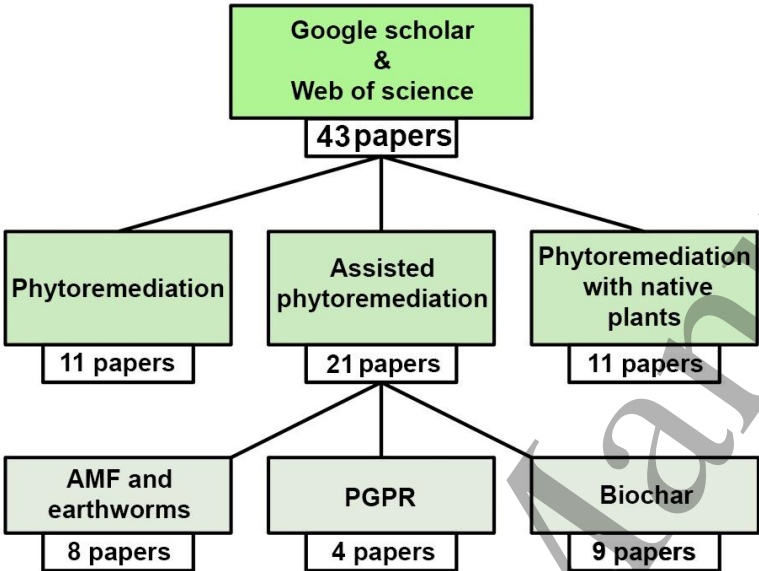 Google scholar
&
Web of science
43 papers
Phytoremediation
11 papers
Assisted
phytoremediation
21 papers
Phytoremediation
with native
plants
11 papers
AMF and
earthworms
8 papers
PGPR
4 papers
Biochar
9 papers